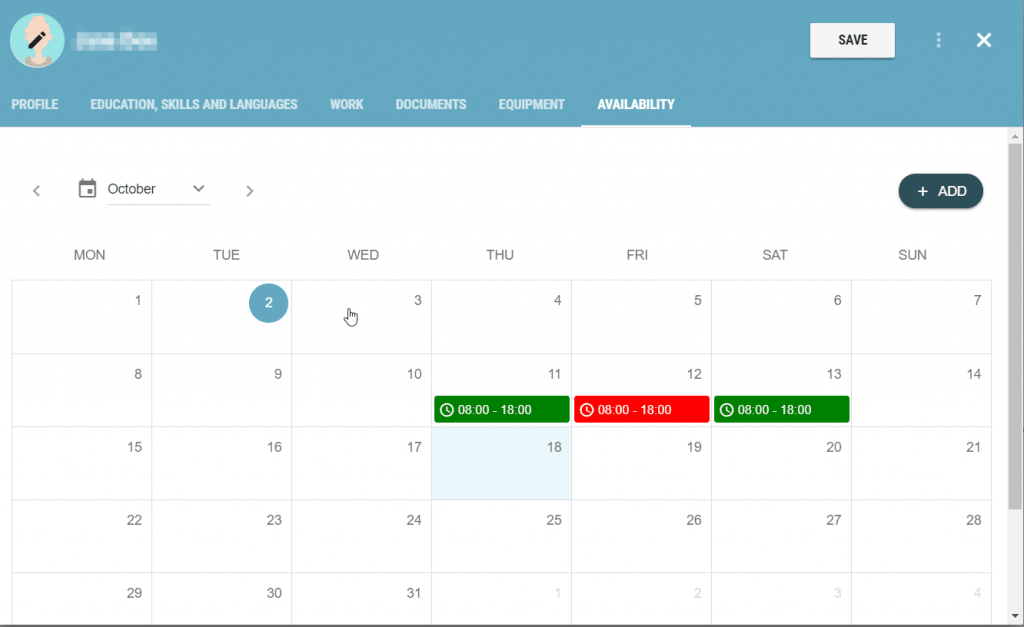 SAVE
PROFILE EDUCATION, SKILLS AND LANGUAGES WORK DOCUMENTS EQUIPMENT AVAILABILITY
October
+ ADD
MON TUE WED THU FRI SAT SUN
1 2 3 4 5 6 7
8 9 10 11 12 13 14
08:00 - 18:00 08:00 - 18:00 08:00 - 18:00
15 16 17 18 19 20 21
22 23 24 25 26 27 28
29 30 31 1 2 3 4